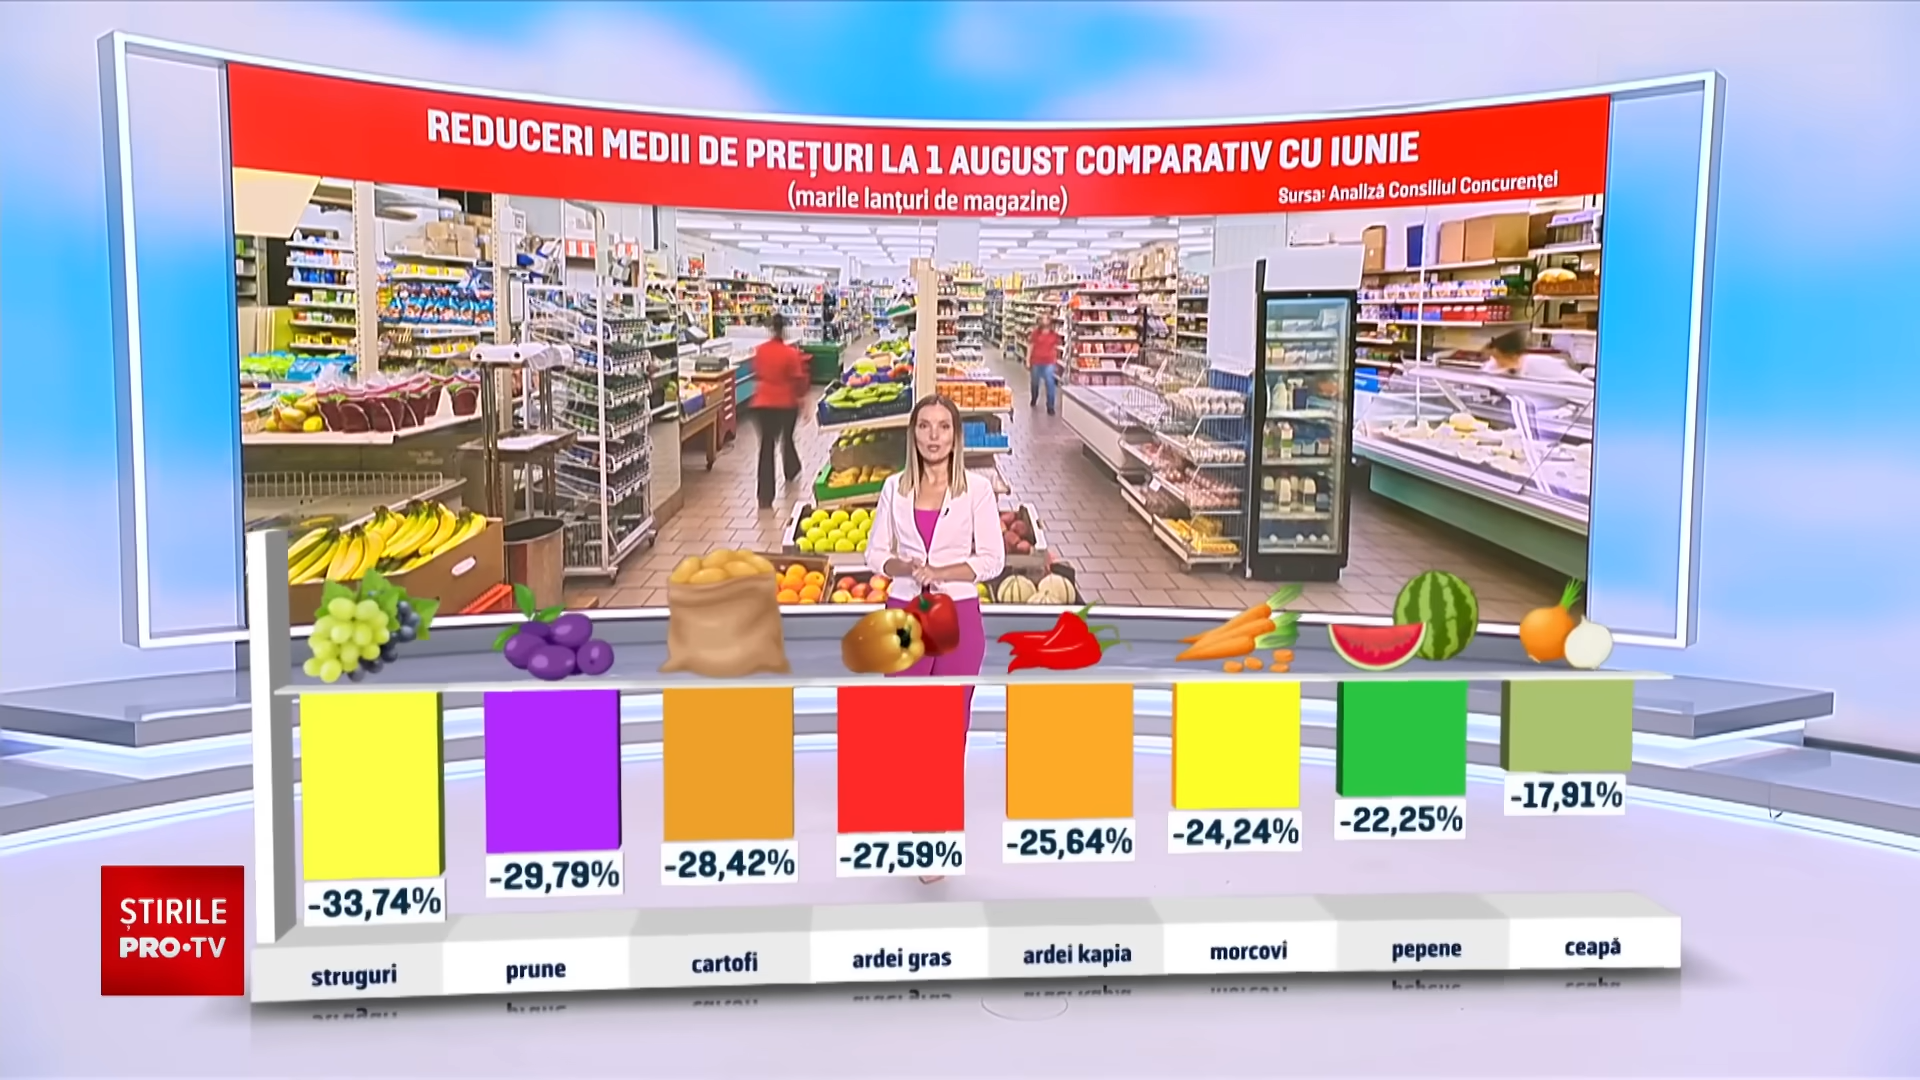 REDUCERI MEDII DE PREȚURI LA 1 AUGUST COMPARATIV CU IUNIE
(marile lanțuri de magazine)
Sursa: Analiză Consiliul Concurenței
-33,74%
-29,79%
-28,42%
-27,59%
-25,64%
-24,24%
-22,25%
-17,91%
struguri
prune
cartofi
ardei gras
ardei kapia
morcovi
pepene
ceapă
ȘTIRILE
PRO•TV